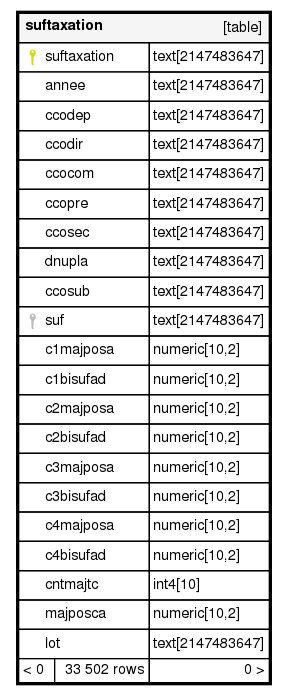 suftaxation [table]
suftaxation text[2147483647]
annee text[2147483647]
ccodep text[2147483647]
ccodir text[2147483647]
ccocom text[2147483647]
ccopre text[2147483647]
ccosec text[2147483647]
dnupla text[2147483647]
ccosub text[2147483647]
suf text[2147483647]
c1majposa numeric[10,2]
c1bisufad numeric[10,2]
c2majposa numeric[10,2]
c2bisufad numeric[10,2]
c3majposa numeric[10,2]
c3bisufad numeric[10,2]
c4majposa numeric[10,2]
c4bisufad numeric[10,2]
cntmajtc int4[10]
majposca numeric[10,2]
lot text[2147483647]
< 0 33 502 rows 0 >